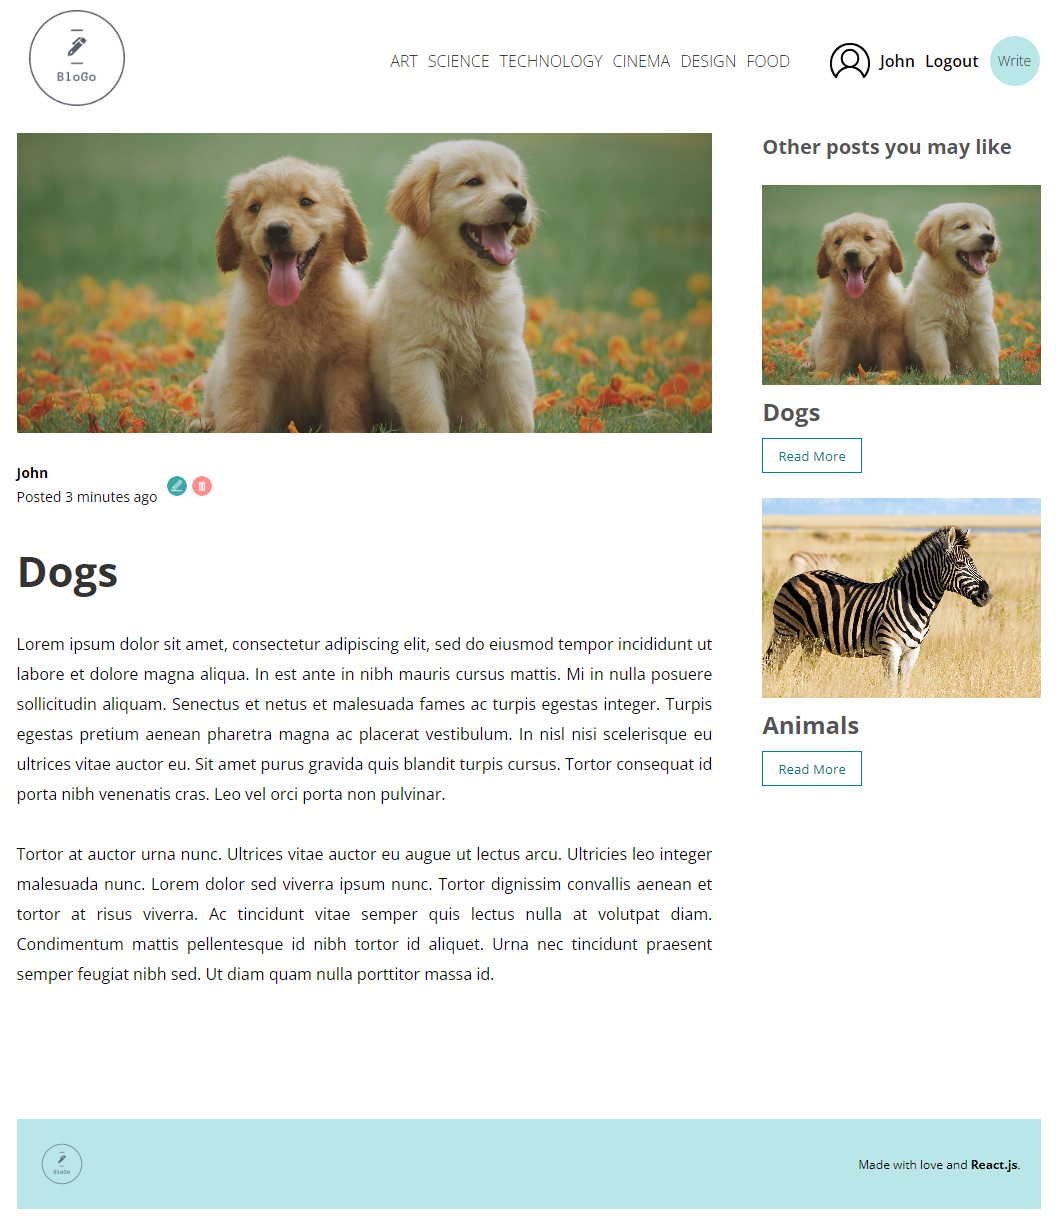 BloGo
ART SCIENCE TECHNOLOGY CINEMA DESIGN FOOD
John Logout Write
Other posts you may like
Dogs
Read More
Animals
Read More
John
Posted 3 minutes ago
Dogs
Lorem ipsum dolor sit amet, consectetur adipiscing elit, sed do eiusmod tempor incididunt ut
labore et dolore magna aliqua. In est ante in nibh mauris cursus mattis. Mi in nulla posuere
sollicitudin aliquam. Senectus et netus et malesuada fames ac turpis egestas integer. Turpis
egestas pretium aenean pharetra magna ac placerat vestibulum. In nisl nisi scelerisque eu
ultrices vitae auctor eu. Sit amet purus gravida quis blandit turpis cursus. Tortor consequat id
porta nibh venenatis cras. Leo vel orci porta non pulvinar.
Tortor at auctor urna nunc. Ultrices vitae auctor eu augue ut lectus arcu. Ultricies leo integer
malesuada nunc. Lorem dolor sed viverra ipsum nunc. Tortor dignissim convallis aenean et
tortor at risus viverra. Ac tincidunt vitae semper quis lectus nulla at volutpat diam.
Condimentum mattis pellentesque id nibh tortor id aliquet. Urna nec tincidunt praesent
semper feugiat nibh sed. Ut diam quam nulla porttitor massa id.
BloGo
Made with love and React.js.